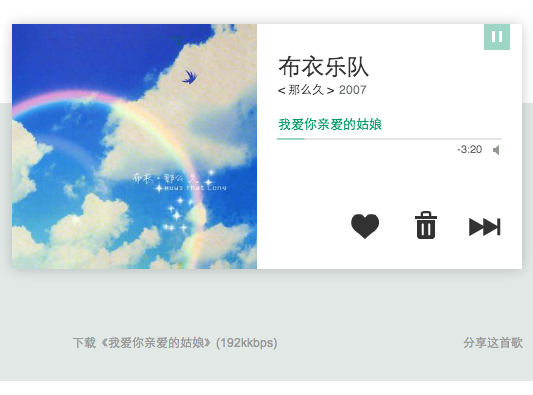 布衣乐队
< 那么久 > 2007
我爱你亲爱的姑娘
-3:20
布衣·那么久
buyi that long
下载《我爱你亲爱的姑娘》(192kkbps)
分享这首歌